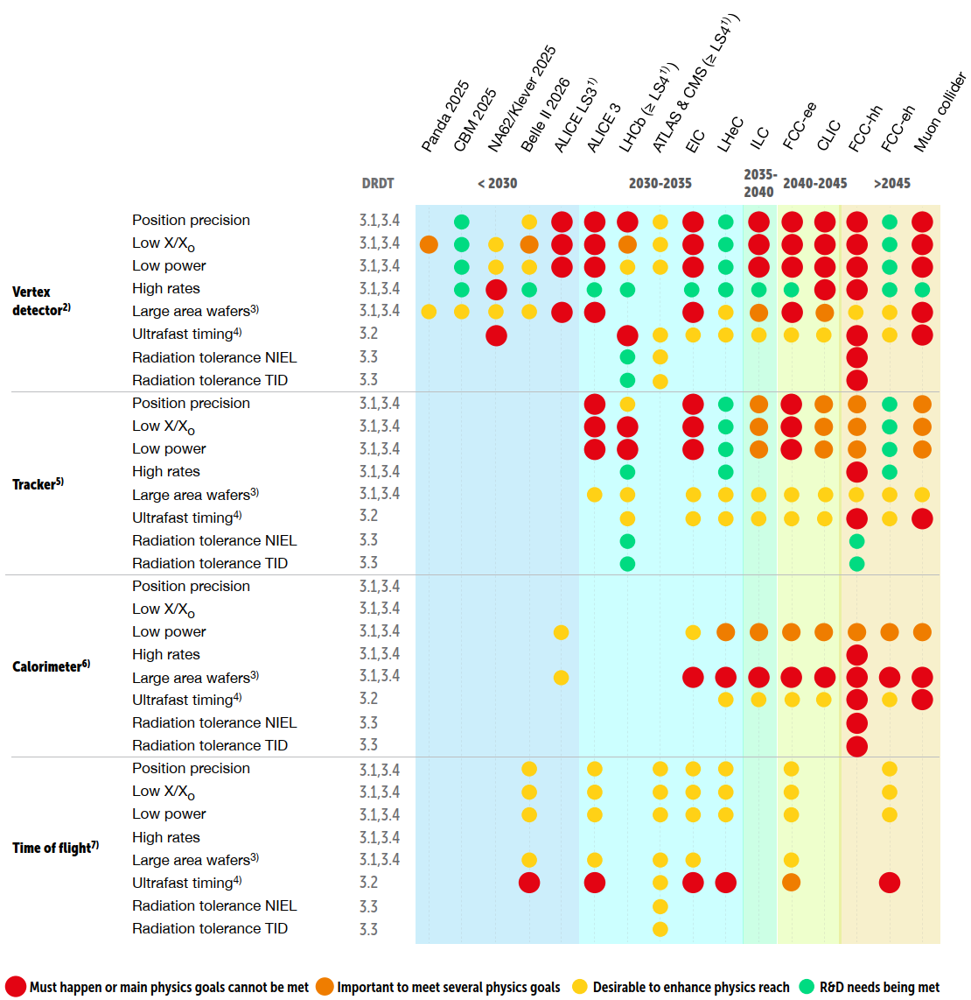 Panda 2025
CBM 2025
NA62/Klever 2025
Belle II 2026
ALICE LS3¹⁾
ALICE 3
LHCb (≥ LS4¹⁾)
ATLAS & CMS (≥ LS4¹⁾)
EIC
LHeC
ILC
FCC-ee
CLIC
FCC-hh
FCC-eh
Muon collider
DRDT < 2030 2030-2035 2035-2040 2040-2045 >2045
Vertex detector²⁾
Position precision 3.1,3.4
Low X/X₀ 3.1,3.4
Low power 3.1,3.4
High rates 3.1,3.4
Large area wafers³⁾ 3.1,3.4
Ultrafast timing⁴⁾ 3.2
Radiation tolerance NIEL 3.3
Radiation tolerance TID 3.3
Tracker⁵⁾
Position precision 3.1,3.4
Low X/X₀ 3.1,3.4
Low power 3.1,3.4
High rates 3.1,3.4
Large area wafers³⁾ 3.1,3.4
Ultrafast timing⁴⁾ 3.2
Radiation tolerance NIEL 3.3
Radiation tolerance TID 3.3
Calorimeter⁶⁾
Position precision 3.1,3.4
Low X/X₀ 3.1,3.4
Low power 3.1,3.4
High rates 3.1,3.4
Large area wafers³⁾ 3.1,3.4
Ultrafast timing⁴⁾ 3.2
Radiation tolerance NIEL 3.3
Radiation tolerance TID 3.3
Time of flight⁷⁾
Position precision 3.1,3.4
Low X/X₀ 3.1,3.4
Low power 3.1,3.4
High rates 3.1,3.4
Large area wafers³⁾ 3.1,3.4
Ultrafast timing⁴⁾ 3.2
Radiation tolerance NIEL 3.3
Radiation tolerance TID 3.3
Must happen or main physics goals cannot be met Important to meet several physics goals Desirable to enhance physics reach R&D needs being met